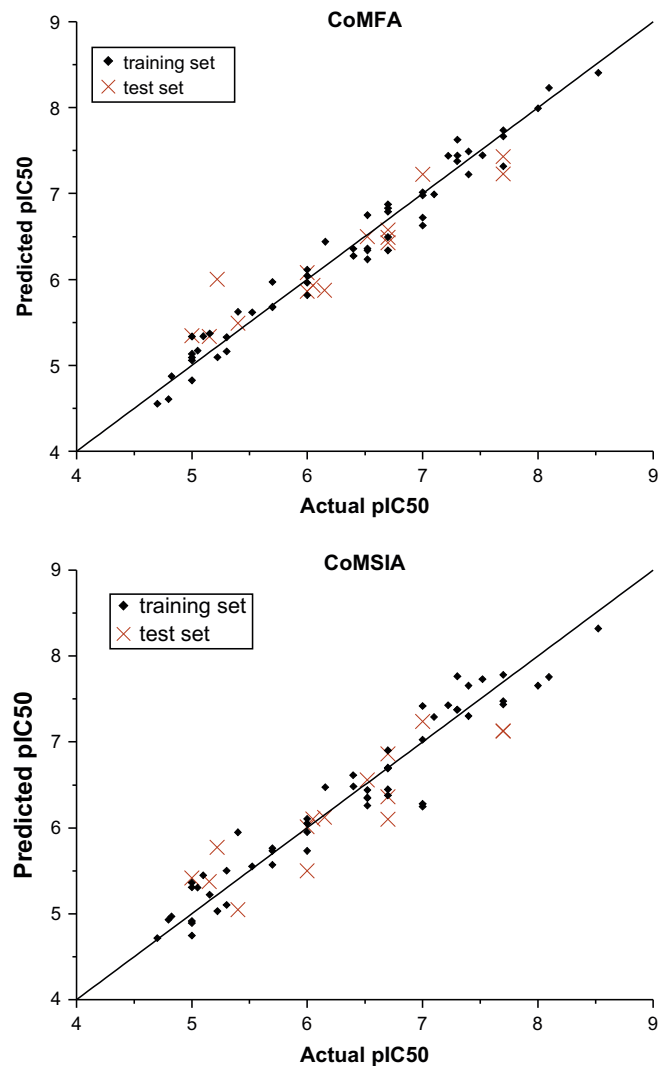 CoMFA
training set
test set
9
8
7
6
5
4
Predicted pIC50
4 5 6 7 8 9
Actual pIC50
CoMSIA
training set
test set
9
8
7
6
5
4
Predicted pIC50
4 5 6 7 8 9
Actual pIC50